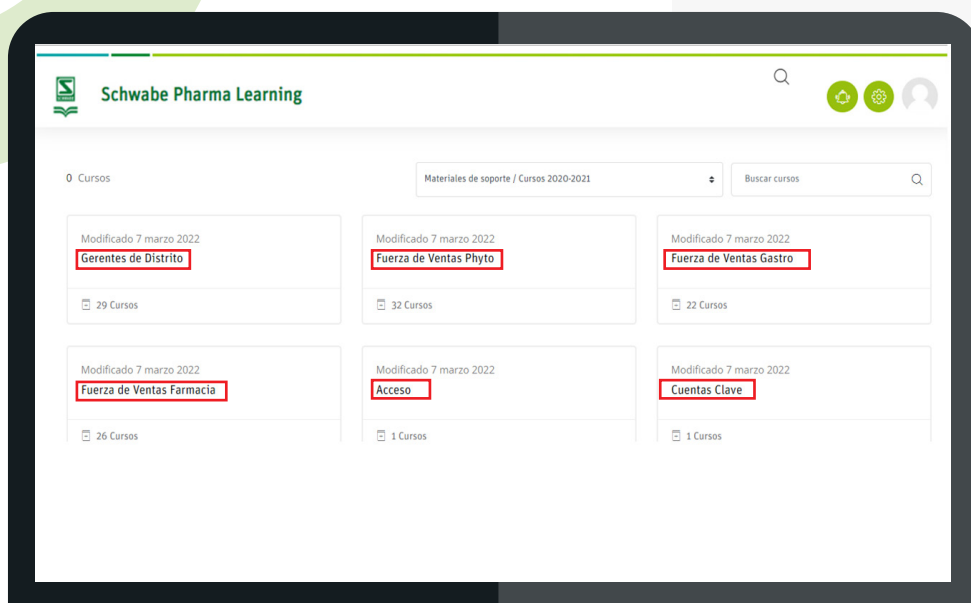 Schwabe Pharma Learning
0 Cursos
Materiales de soporte / Cursos 2020-2021
Buscar cursos
Modificado 7 marzo 2022
Gerentes de Distrito
29 Cursos
Modificado 7 marzo 2022
Fuerza de Ventas Phyto
32 Cursos
Modificado 7 marzo 2022
Fuerza de Ventas Gastro
22 Cursos
Modificado 7 marzo 2022
Fuerza de Ventas Farmacia
26 Cursos
Modificado 7 marzo 2022
Acceso
1 Cursos
Modificado 7 marzo 2022
Cuentas Clave
1 Cursos